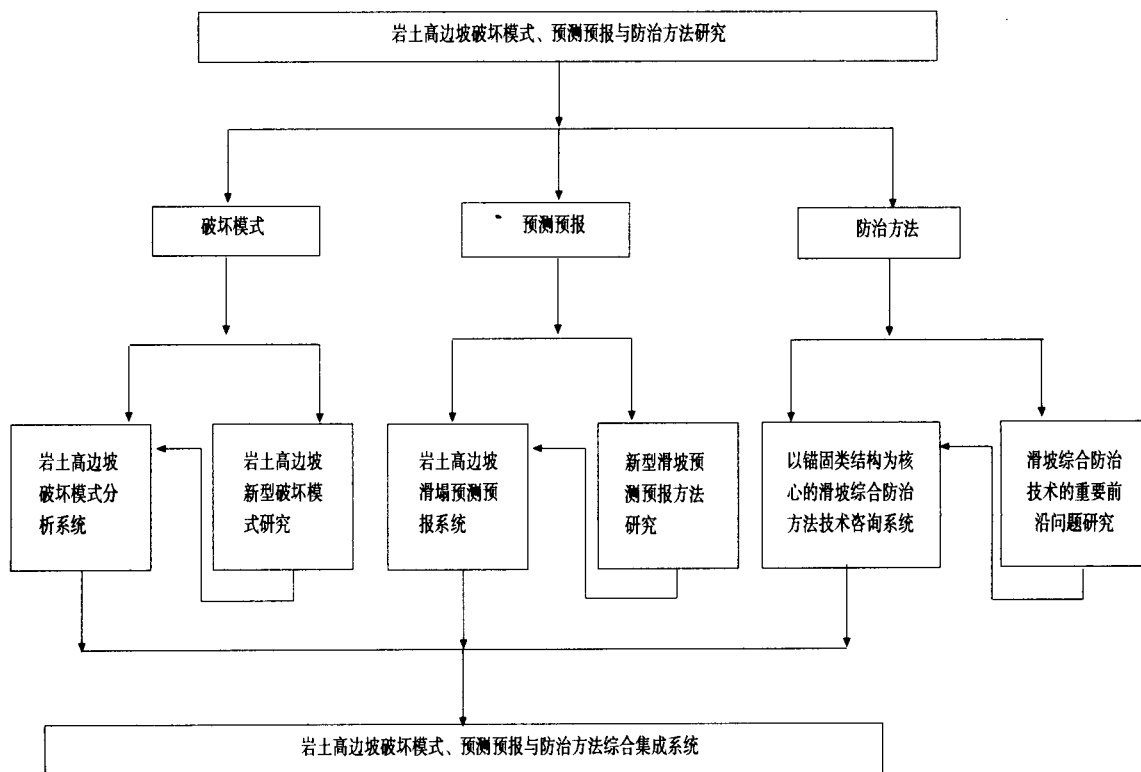 岩土高边坡破坏模式、预测预报与防治方法研究
破坏模式
预测预报
防治方法
岩土高边坡
破坏模式分
析系统
岩土高边坡
新型破坏模
式研究
岩土高边坡
滑塌预测预
报系统
新型滑坡预
测预报方法
研究
以锚固类结构为核
心的滑坡综合防治
方法技术咨询系统
滑坡综合防治
技术的重要前
沿问题研究
岩土高边坡破坏模式、预测预报与防治方法综合集成系统